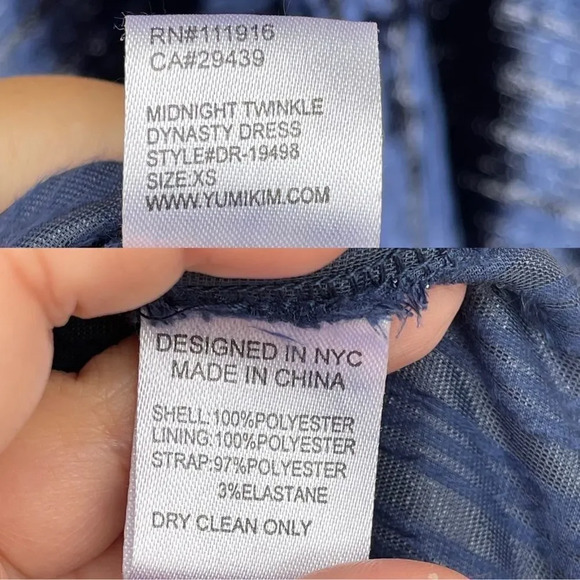 RN#111916
CA#29439
MIDNIGHT TWINKLE
DYNASTY DRESS
STYLE#DR-19498
SIZE:XS
WWW.YUMIKIM.COM
DESIGNED IN NYC
MADE IN CHINA
SHELL:100%POLYESTER
LINING:100%POLYESTER
STRAP:97%POLYESTER
3%ELASTANE
DRY CLEAN ONLY